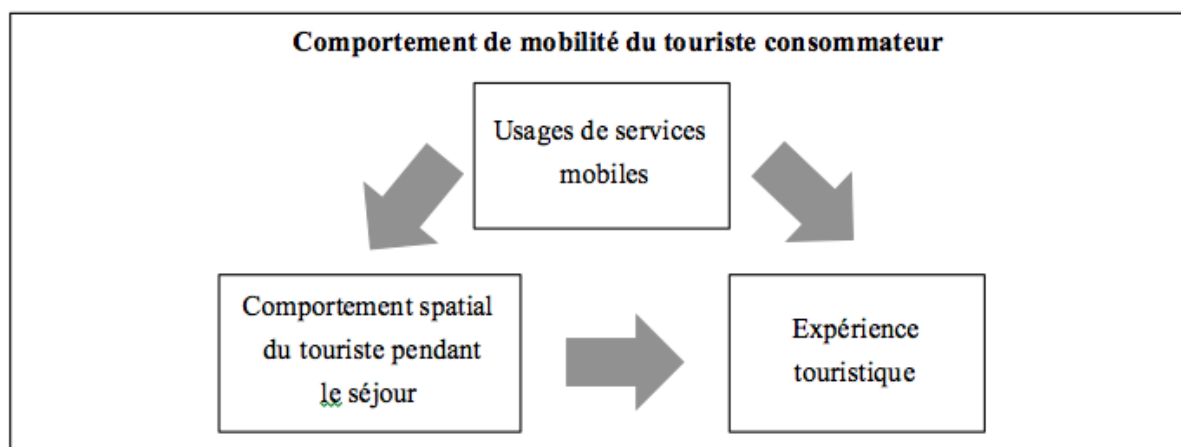 Comportement de mobilité du touriste consommateur
Usages de services
mobiles
Comportement spatial
du touriste pendant
le séjour
Expérience
touristique